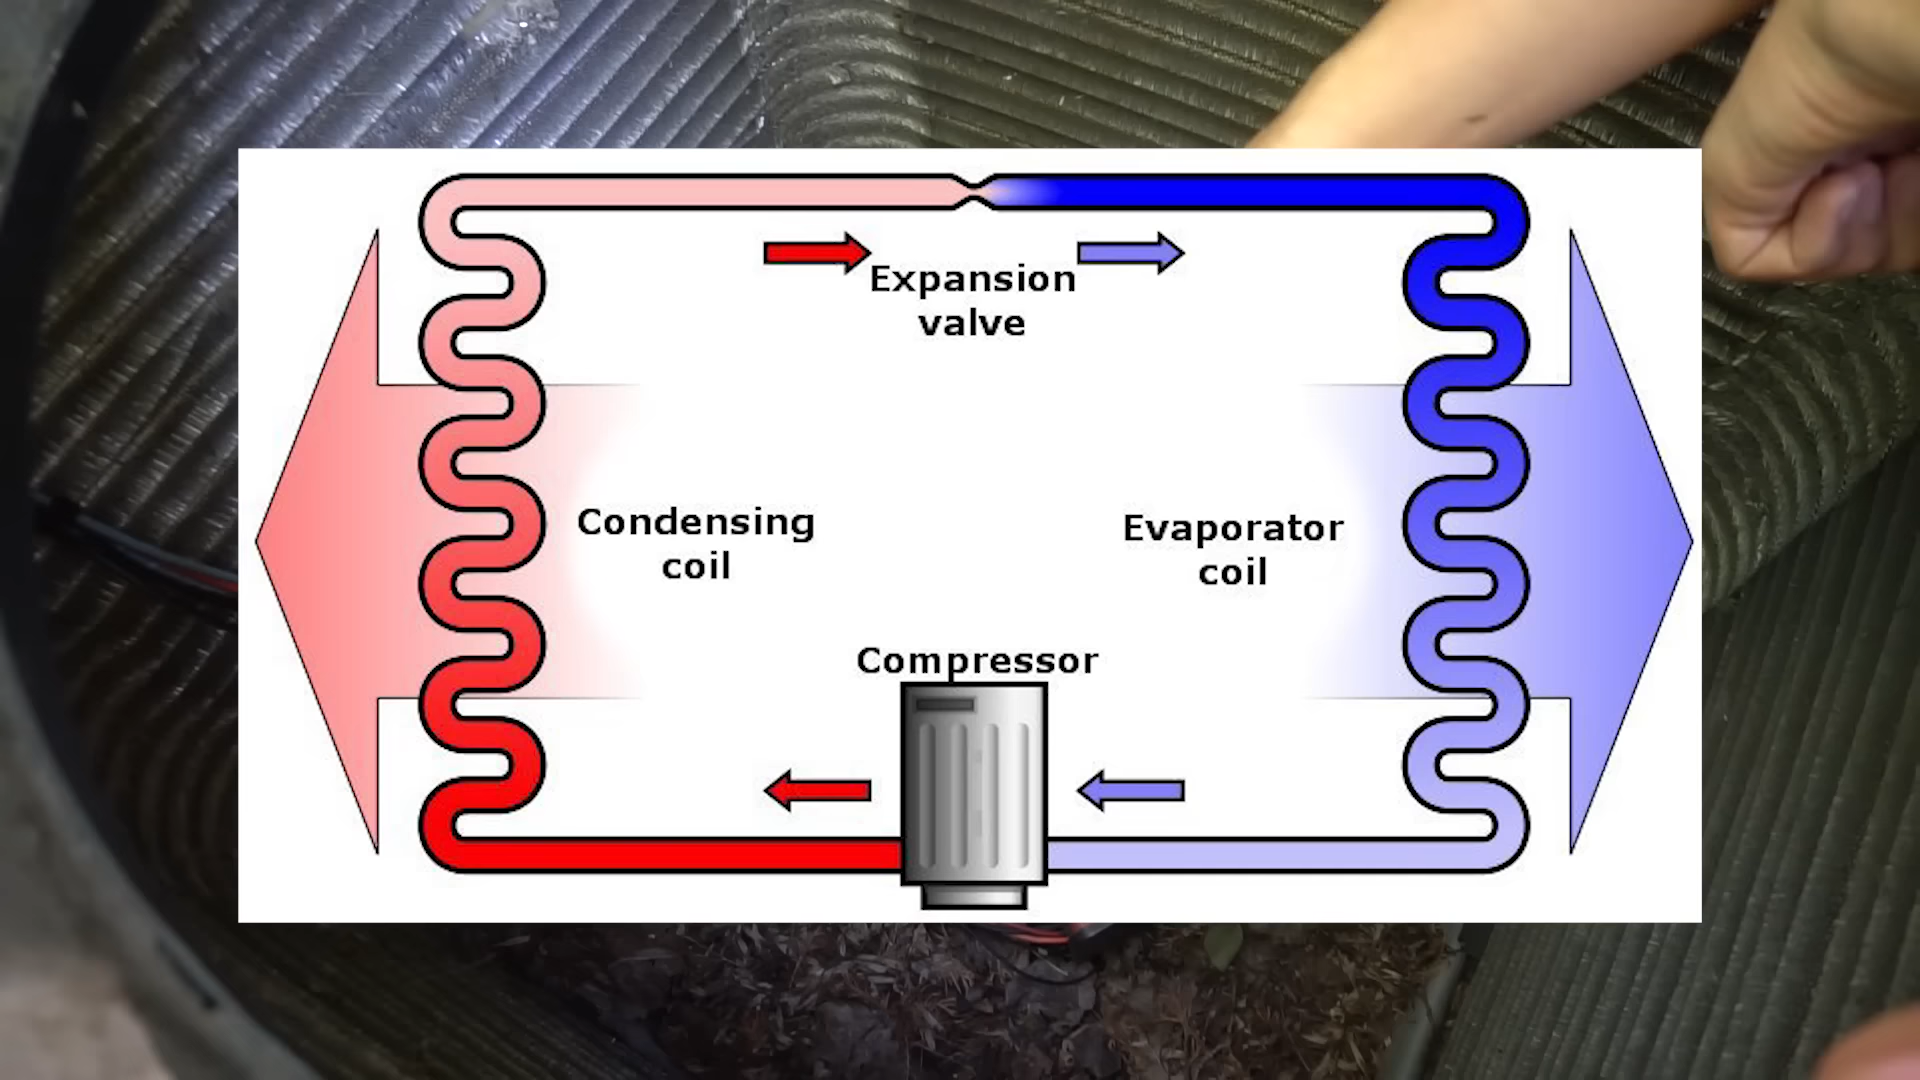 Expansion
valve
Condensing
coil
Evaporator
coil
Compressor